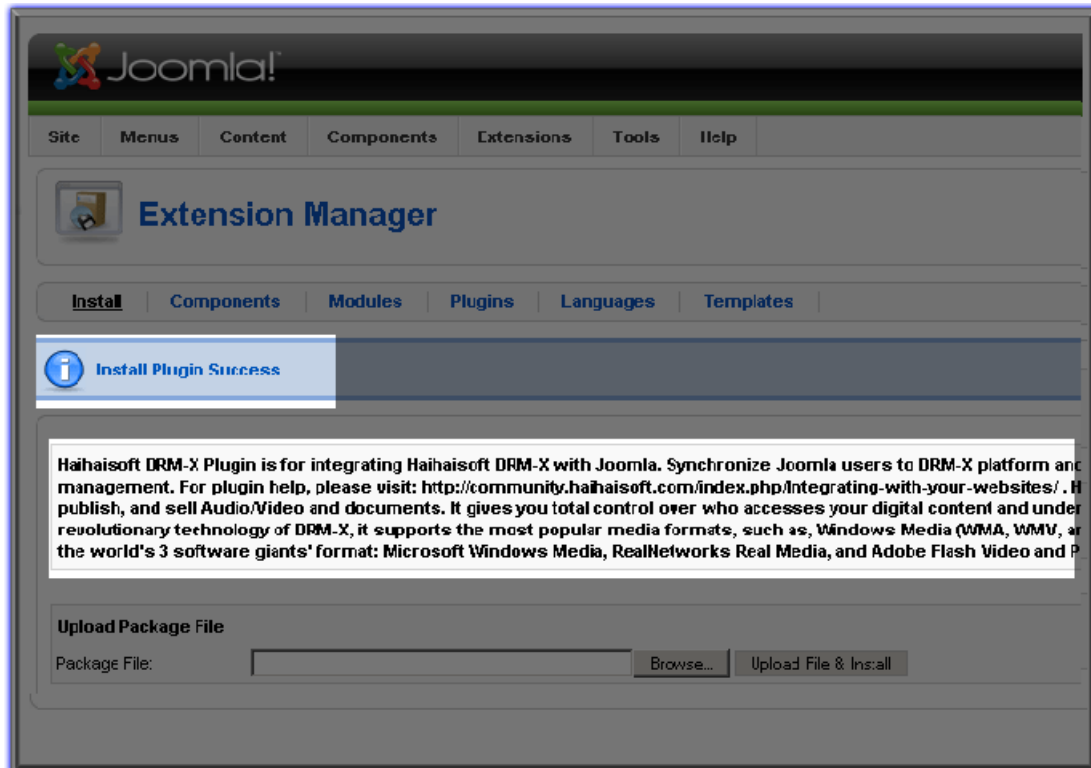 Joomla!
Site Menus Content Components Extensions Tools Help
Extension Manager
Install Components Modules Plugins Languages Templates
Install Plugin Success
Haihaisoft DRM-X Plugin is for integrating Haihaisoft DRM-X with Joomla. Synchronize Joomla users to DRM-X platform and
management. For plugin help, please visit: http://community.haihaisoft.com/index.php/Integrating-with-your-websites/ . H
publish, and sell Audio/Video and documents. It gives you total control over who accesses your digital content and under
revolutionary technology of DRM-X, it supports the most popular media formats, such as, Windows Media (WMA, WMV, a
the world's 3 software giants' format: Microsoft Windows Media, RealNetworks Real Media, and Adobe Flash Video and P
Upload Package File
Package File: Browse... Upload File & Install